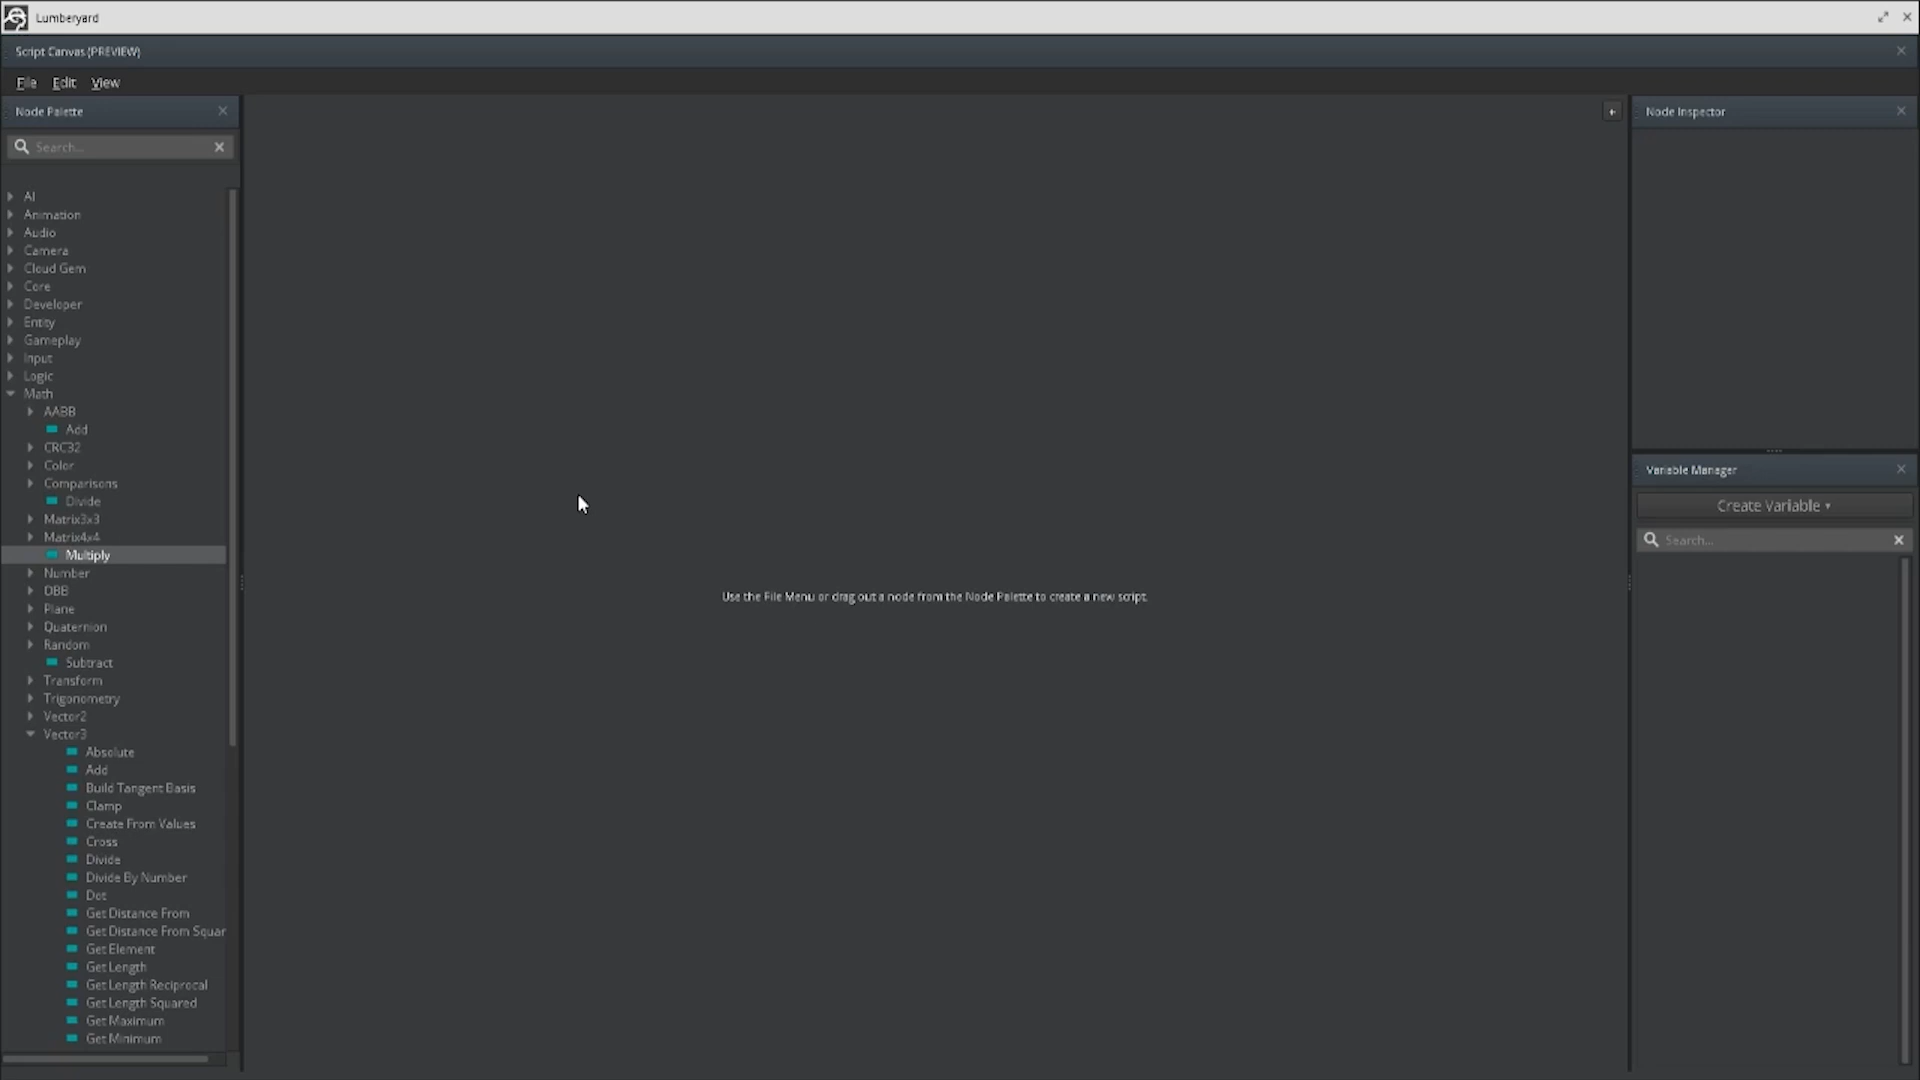 Lumberyard
Script Canvas (PREVIEW)
File Edit View
Node Palette
Search...
AI
Animation
Audio
Camera
Cloud Gem
Core
Developer
Entity
Gameplay
Input
Logic
Math
AABB
Add
CRC32
Color
Comparisons
Divide
Matrix3x3
Matrix4x4
Multiply
Number
OBB
Plane
Quaternion
Random
Subtract
Transform
Trigonometry
Vector2
Vector3
Absolute
Add
Build Tangent Basis
Clamp
Create From Values
Cross
Divide
Divide By Number
Dot
Get Distance From
Get Distance From Squar
Get Element
Get Length
Get Length Reciprocal
Get Length Squared
Get Maximum
Get Minimum
Use the File Menu or drag out a node from the Node Palette to create a new script.
Node Inspector
Variable Manager
Create Variable
Search...